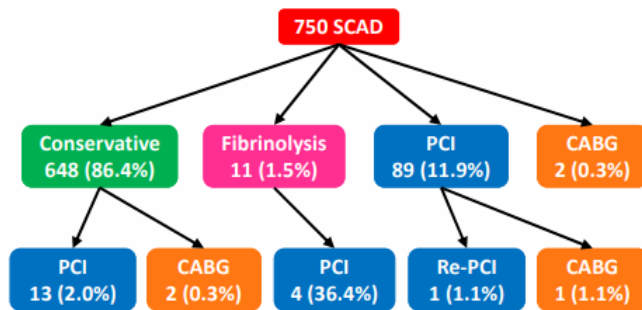 750 SCAD
Conservative
648 (86.4%)
Fibrinolysis
11 (1.5%)
PCI
89 (11.9%)
CABG
2 (0.3%)
PCI
13 (2.0%)
CABG
2 (0.3%)
PCI
4 (36.4%)
Re-PCI
1 (1.1%)
CABG
1 (1.1%)